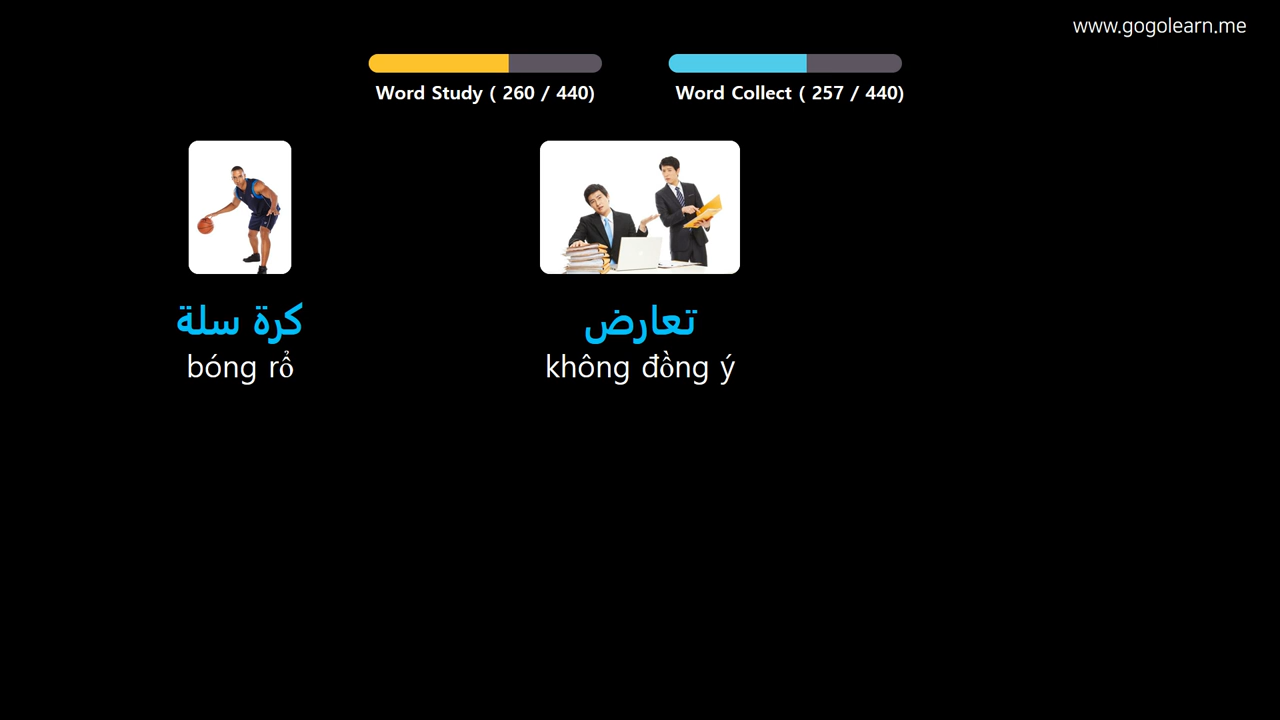 www.gogolearn.me
Word Study ( 260 / 440)
Word Collect ( 257 / 440)
كرة سلة
bóng rổ
تعارض
không đồng ý